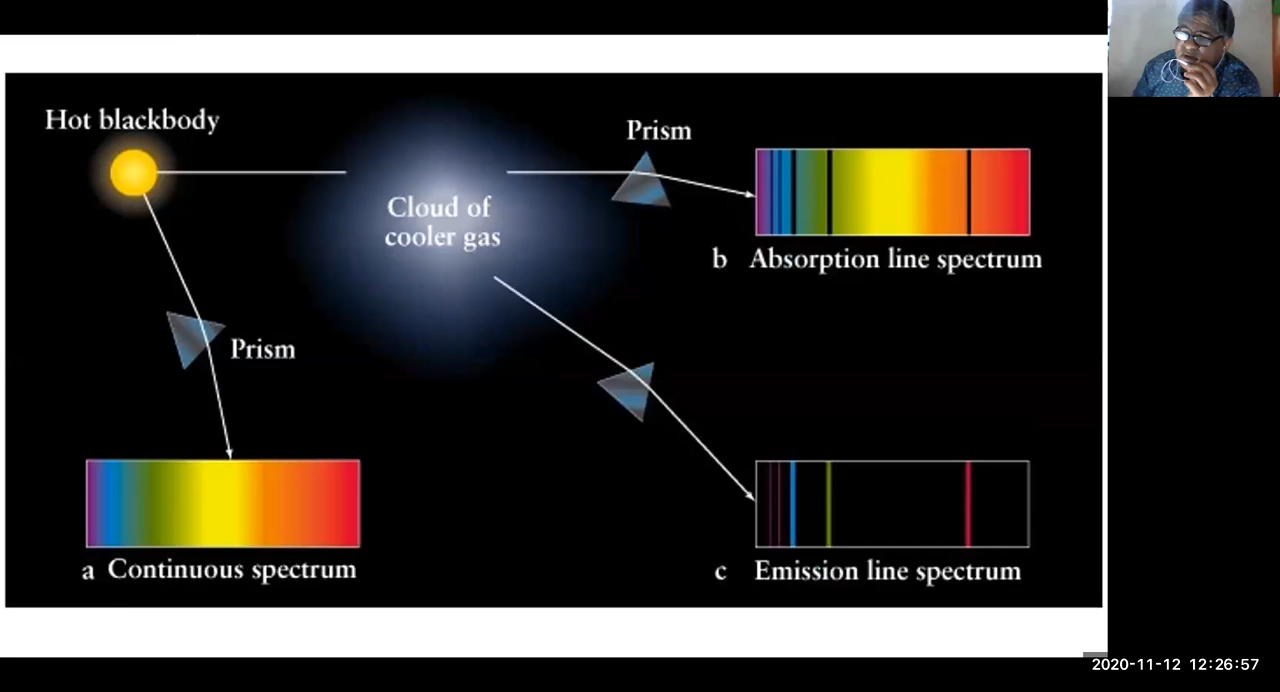 Hot blackbody
Prism
Cloud of
cooler gas
b Absorption line spectrum
Prism
a Continuous spectrum
c Emission line spectrum
2020-11-12 12:26:57